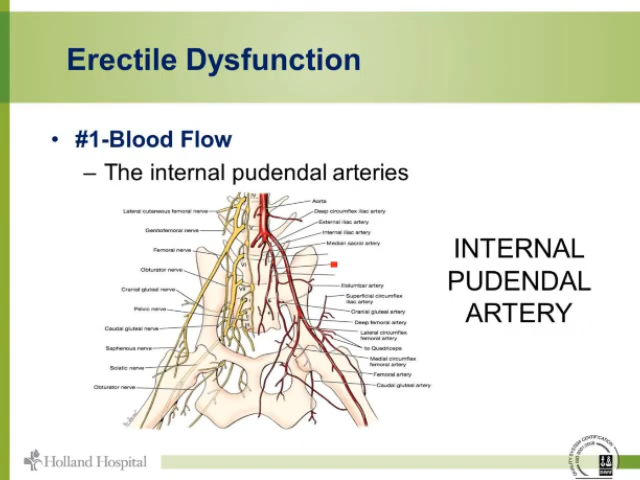 Erectile Dysfunction
• #1-Blood Flow
– The internal pudendal arteries
Lateral cutaneous femoral nerve
Genitofemoral nerve
Femoral nerve
Obturator nerve
Cranial gluteal nerve
Pelvic nerve
Caudal gluteal nerve
Saphenous nerve
Sciatic nerve
Obturator nerve
Aorta
Deep circumflex iliac artery
External iliac artery
Internal iliac artery
Median sacral artery
Iliolumbar artery
Superficial circumflex
iliac artery
Cranial gluteal artery
Deep femoral artery
Lateral circumflex
femoral artery
to Quadriceps
Medial circumflex
femoral artery
Femoral artery
Caudal gluteal artery
INTERNAL
PUDENDAL
ARTERY
Holland Hospital
QUALITY SYSTEM CERTIFICATION